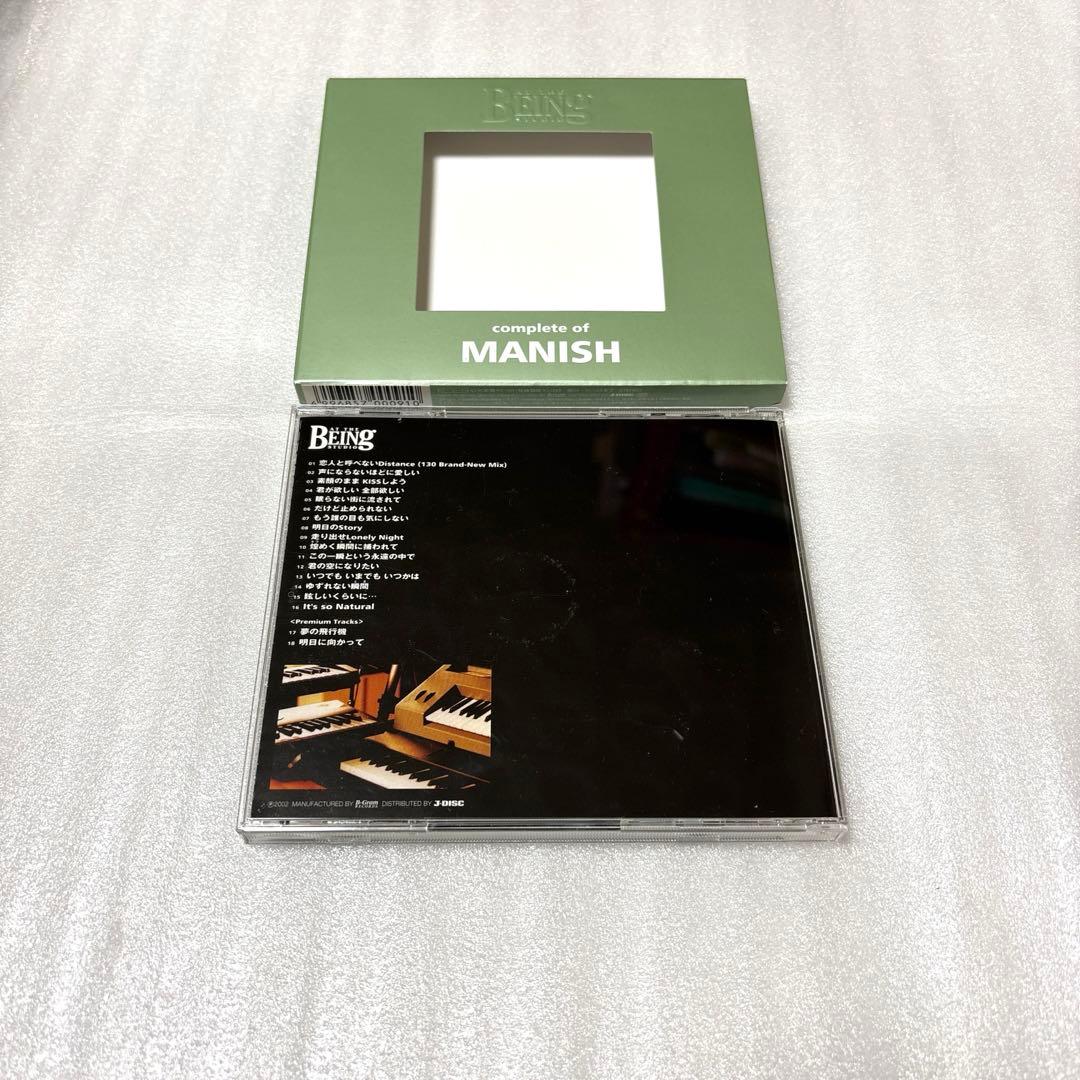 AT THE
BEING
STUDIO
complete of
MANISH
4996857000910
J-DISC
AT THE
BEING
STUDIO
01 恋人と呼べないDistance (130 Brand-New Mix)
02 声にならないほどに愛しい
03 素顔のまま KISSしよう
04 君が欲しい 全部欲しい
05 眠らない街に流されて
06 だけど止められない
07 もう誰の目も気にしない
08 明日のStory
09 走り出せLonely Night
10 煌めく瞬間に捕われて
11 この一瞬という永遠の中で
12 君の空になりたい
13 いつでも いまでも いつかは
14 ゆずれない瞬間
15 眩しいくらいに…
16 It's so Natural
<Premium Tracks>
17 夢の飛行機
18 明日に向かって
℗2002 MANUFACTURED BY B-Gram RECORDS DISTRIBUTED BY J-DISC